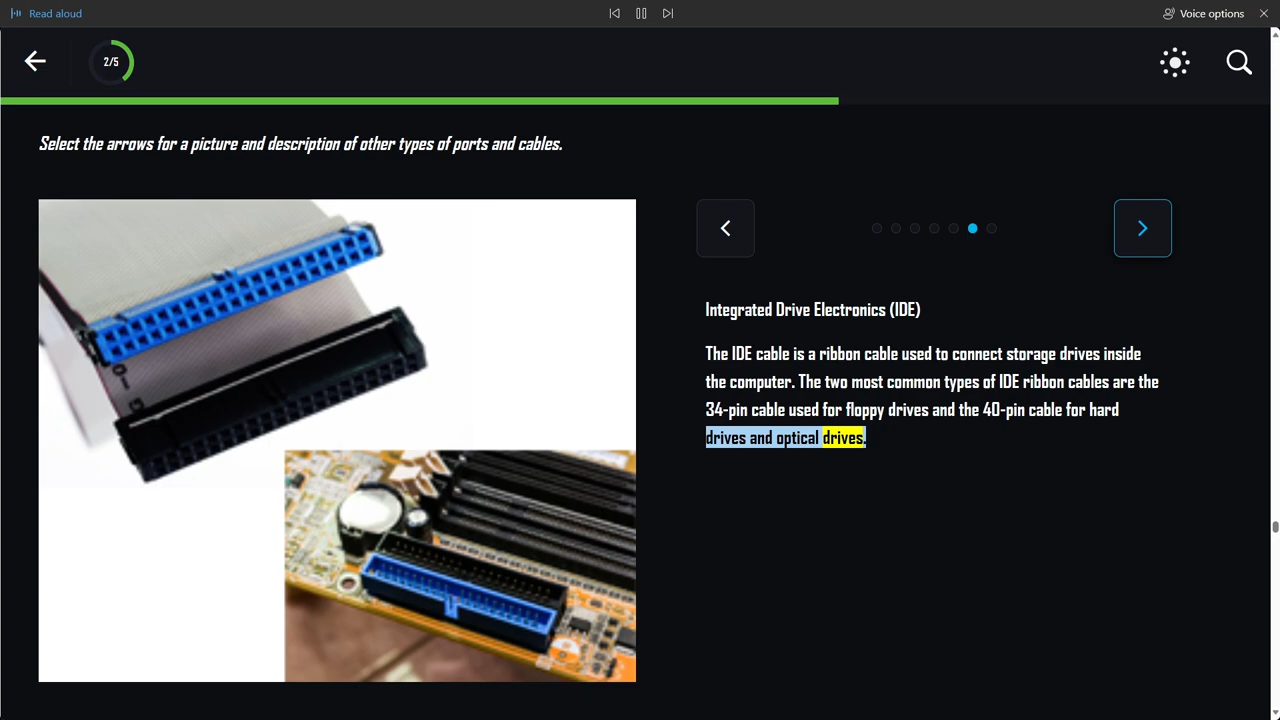 Read aloud
Voice options
2/5
Select the arrows for a picture and description of other types of ports and cables.
Integrated Drive Electronics (IDE)
The IDE cable is a ribbon cable used to connect storage drives inside
the computer. The two most common types of IDE ribbon cables are the
34-pin cable used for floppy drives and the 40-pin cable for hard
drives and optical drives.